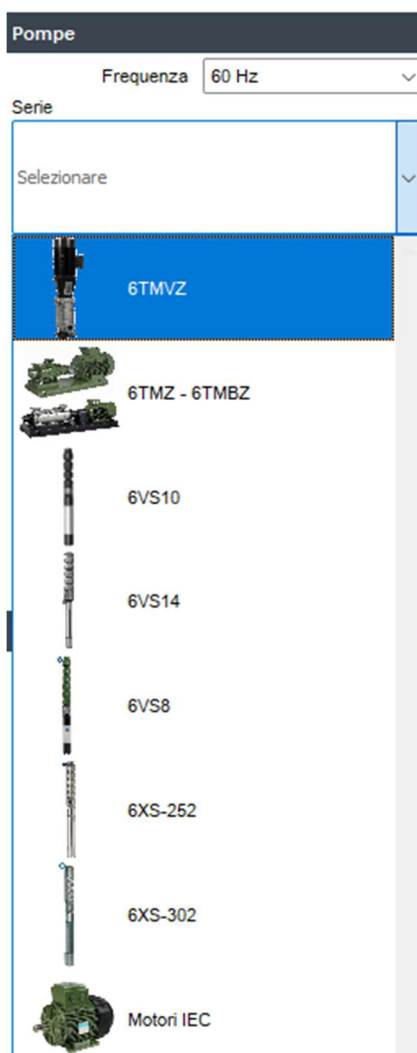 Pompe
Frequenza 60 Hz
Serie
Selezionare
6TMVZ
6TMZ - 6TMBZ
6VS10
6VS14
6VS8
6XS-252
6XS-302
Motori IEC